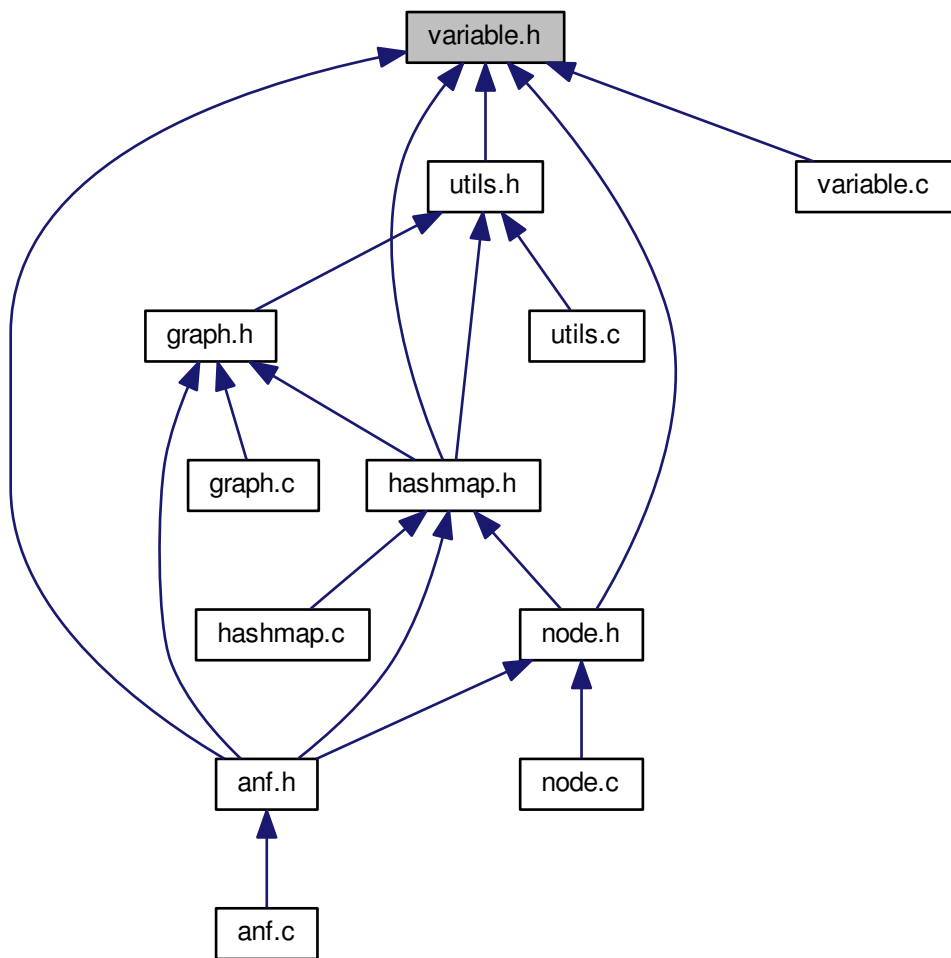 variable.h
utils.h
variable.c
graph.h
utils.c
graph.c
hashmap.h
hashmap.c
node.h
anf.h
node.c
anf.c